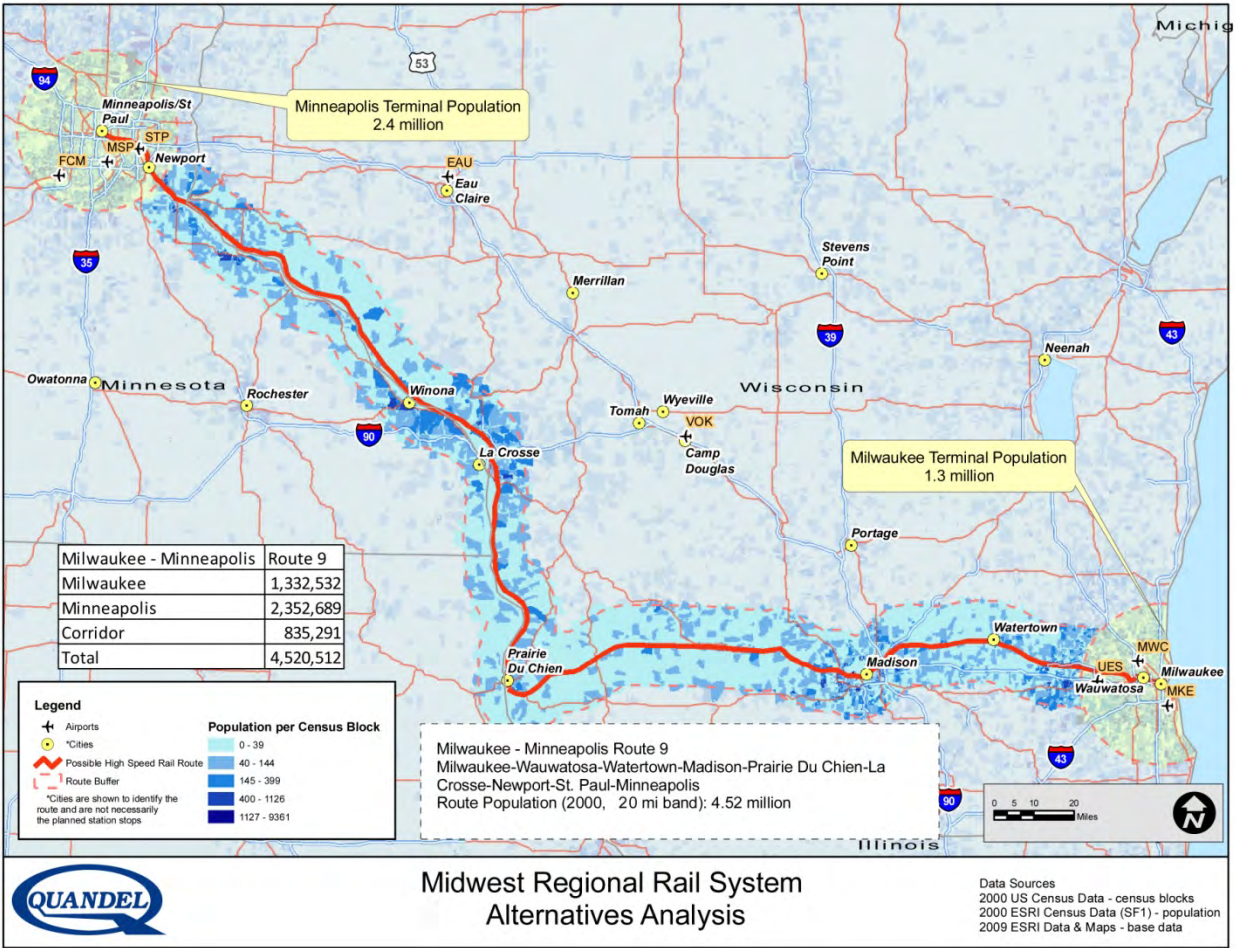 Michig
94
53
Minneapolis/St
Paul
Minneapolis Terminal Population
2.4 million
STP
MSP
FCM
Newport
EAU
Eau
Claire
35
Stevens
Point
Merrillan
39
43
Neenah
Owatonna
Minnesota
Rochester
Winona
Wisconsin
Tomah
Wyeville
VOK
90
Camp
Douglas
La Crosse
Milwaukee Terminal Population
1.3 million
Portage
Milwaukee - Minneapolis Route 9
Milwaukee 1,332,532
Minneapolis 2,352,689
Corridor 835,291
Total 4,520,512
Prairie
Du Chien
Madison
Watertown
MWC
UES
Milwaukee
Wauwatosa
MKE
Legend
Airports
*Cities
Possible High Speed Rail Route
Route Buffer
*Cities are shown to identify the
route and are not necessarily
the planned station stops
Population per Census Block
0 - 39
40 - 144
145 - 399
400 - 1126
1127 - 9361
Milwaukee - Minneapolis Route 9
Milwaukee-Wauwatosa-Watertown-Madison-Prairie Du Chien-La
Crosse-Newport-St. Paul-Minneapolis
Route Population (2000, 20 mi band): 4.52 million
43
90
0 5 10 20
Miles
N
Illinois
QUANDEL
Midwest Regional Rail System
Alternatives Analysis
Data Sources
2000 US Census Data - census blocks
2000 ESRI Census Data (SF1) - population
2009 ESRI Data & Maps - base data